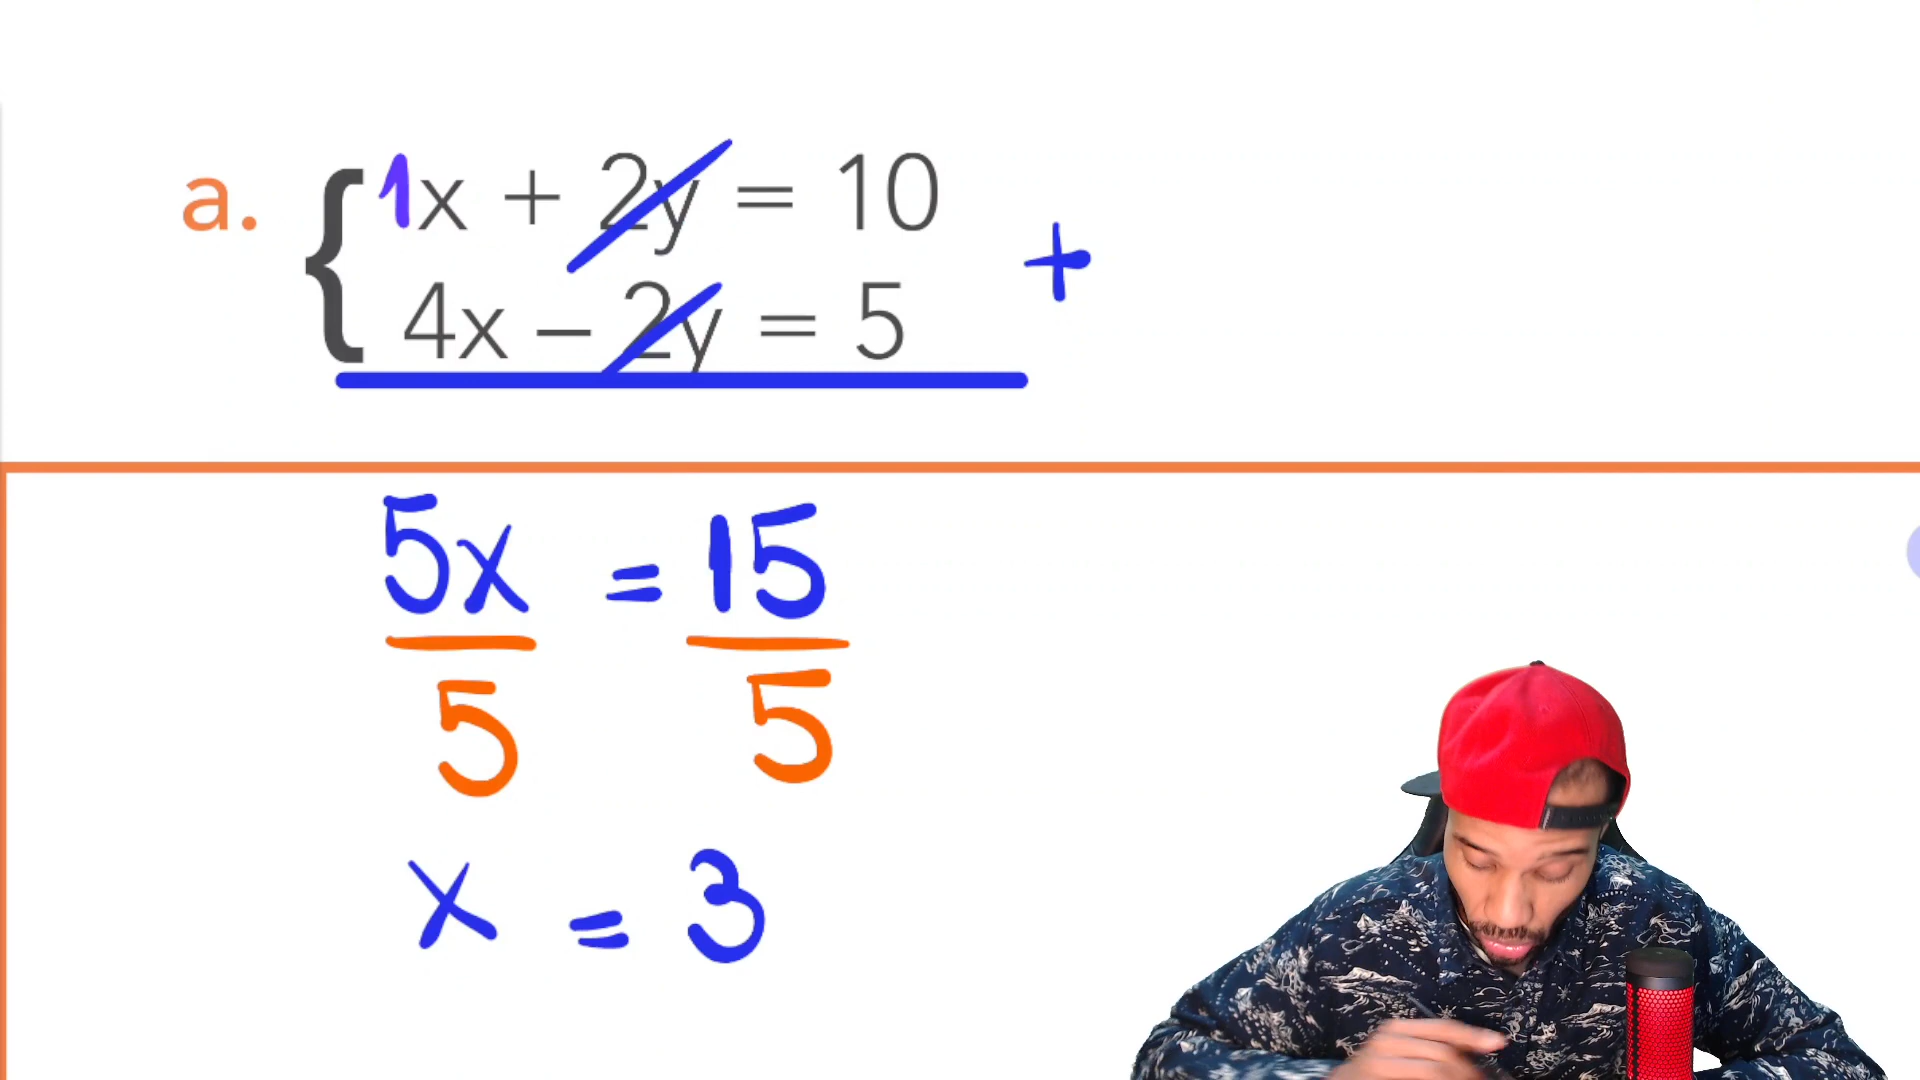 a. { 1x + 2y = 10
4x – 2y = 5 +
5x = 15
5 5
x = 3